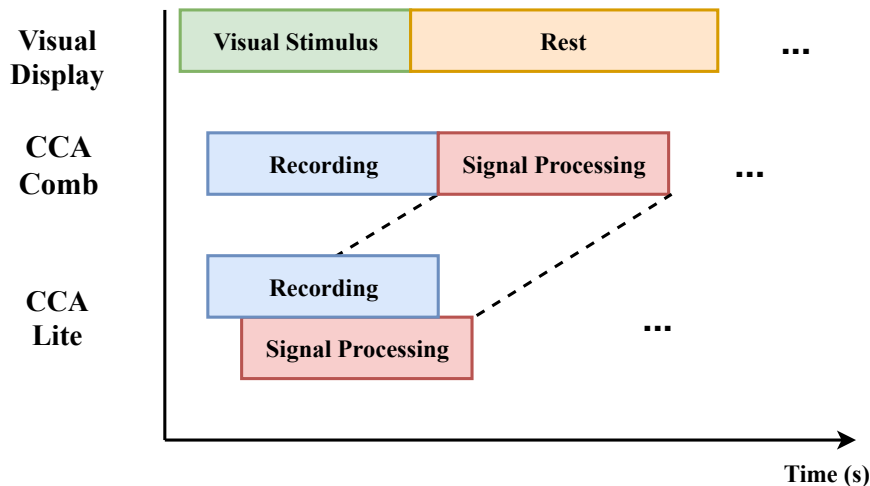 Visual
Display
Visual Stimulus
Rest
...
CCA
Comb
Recording
Signal Processing
...
CCA
Lite
Recording
Signal Processing
...
Time (s)